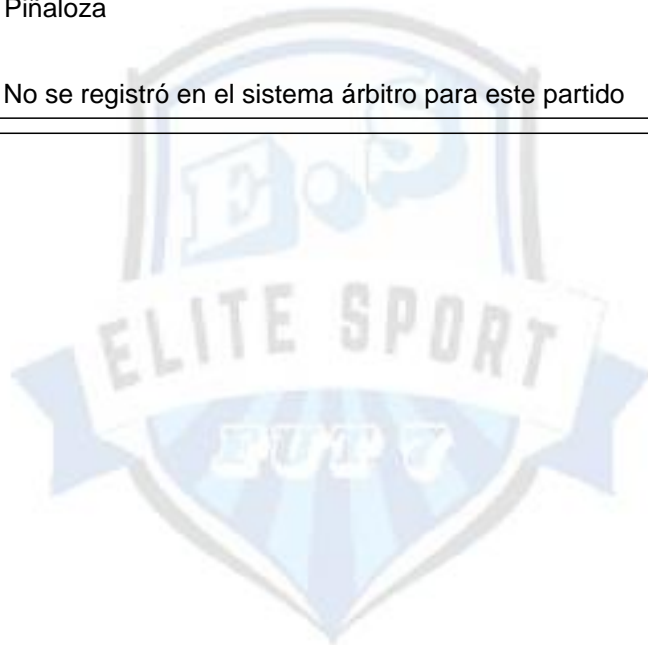 Piñaloza
No se registró en el sistema árbitro para este partido
E.S
ELITE SPORT
FUT 7